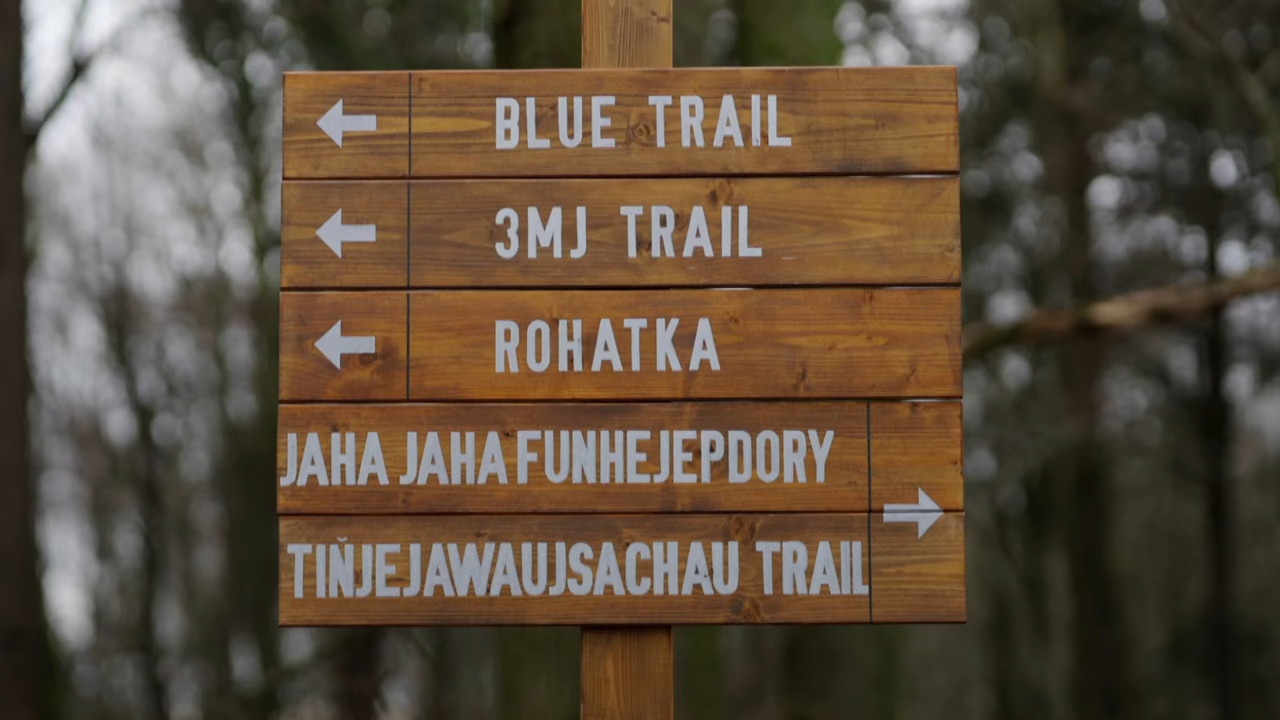 BLUE TRAIL
3MJ TRAIL
ROHATKA
JAHA JAHA FUNHEJEPDORY
TIŇJEJAWAUJSACHAU TRAIL